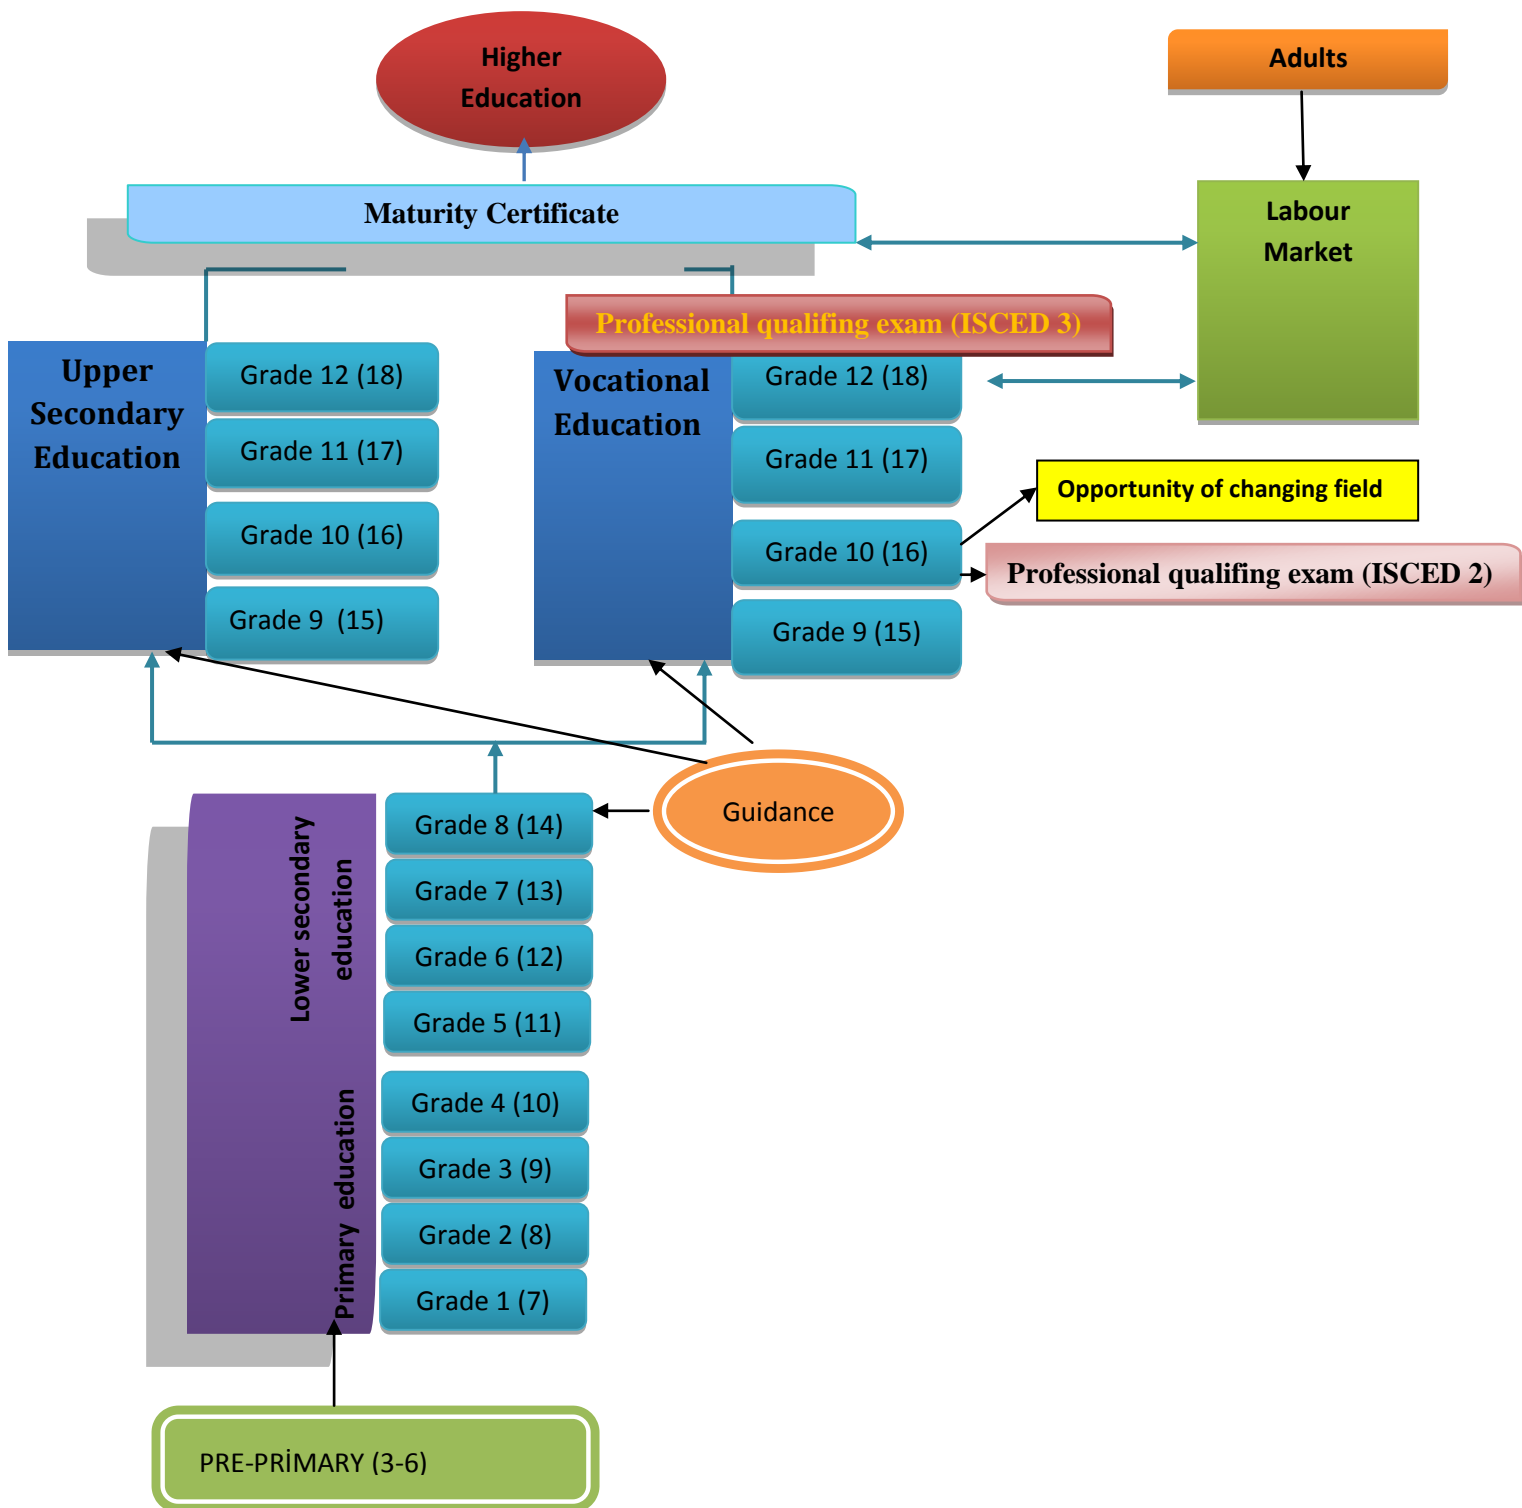 Higher
Education
Adults
Maturity Certificate
Labour
Market
Professional qualifing exam (ISCED 3)
Upper
Secondary
Education
Grade 12 (18)
Grade 11 (17)
Grade 10 (16)
Grade 9  (15)
Vocational
Education
Grade 12 (18)
Grade 11 (17)
Grade 10 (16)
Grade 9 (15)
Opportunity of changing field
Professional qualifing exam (ISCED 2)
Guidance
Lower secondary
education
Grade 8 (14)
Grade 7 (13)
Grade 6 (12)
Grade 5 (11)
Primary  education
Grade 4 (10)
Grade 3 (9)
Grade 2 (8)
Grade 1 (7)
PRE-PRİMARY (3-6)